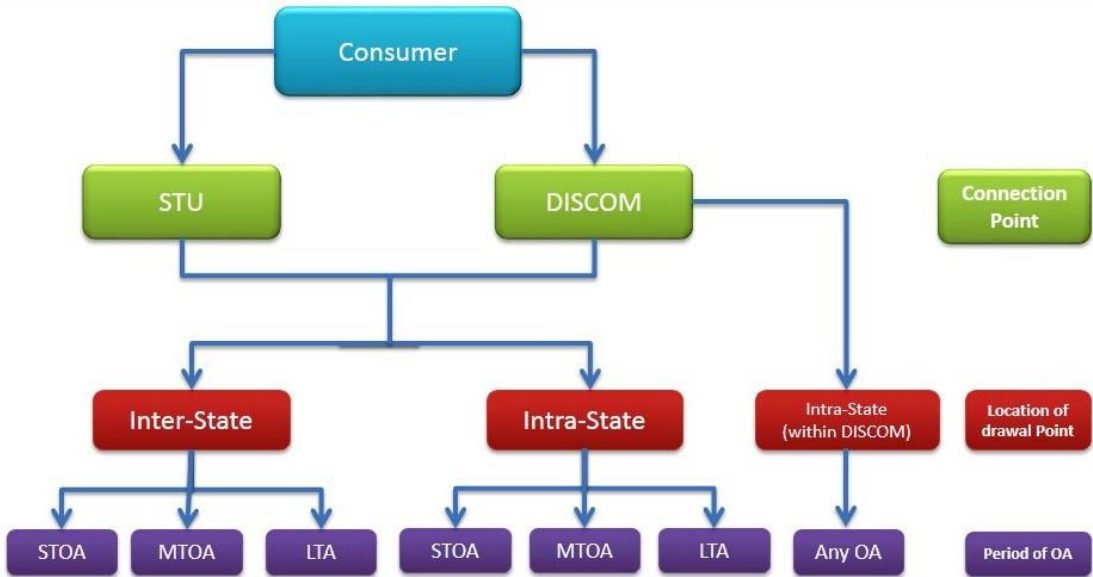 Consumer
STU
DISCOM
Connection
Point
Inter-State
Intra-State
Intra-State
(within DISCOM)
Location of
drawal Point
STOA
MTOA
LTA
STOA
MTOA
LTA
Any OA
Period of OA